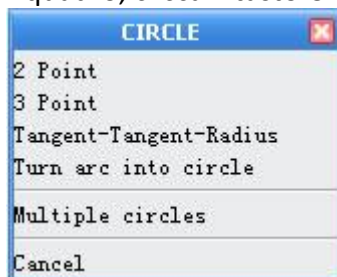 CIRCLE
2 Point
3 Point
Tangent-Tangent-Radius
Turn arc into circle
Multiple circles
Cancel